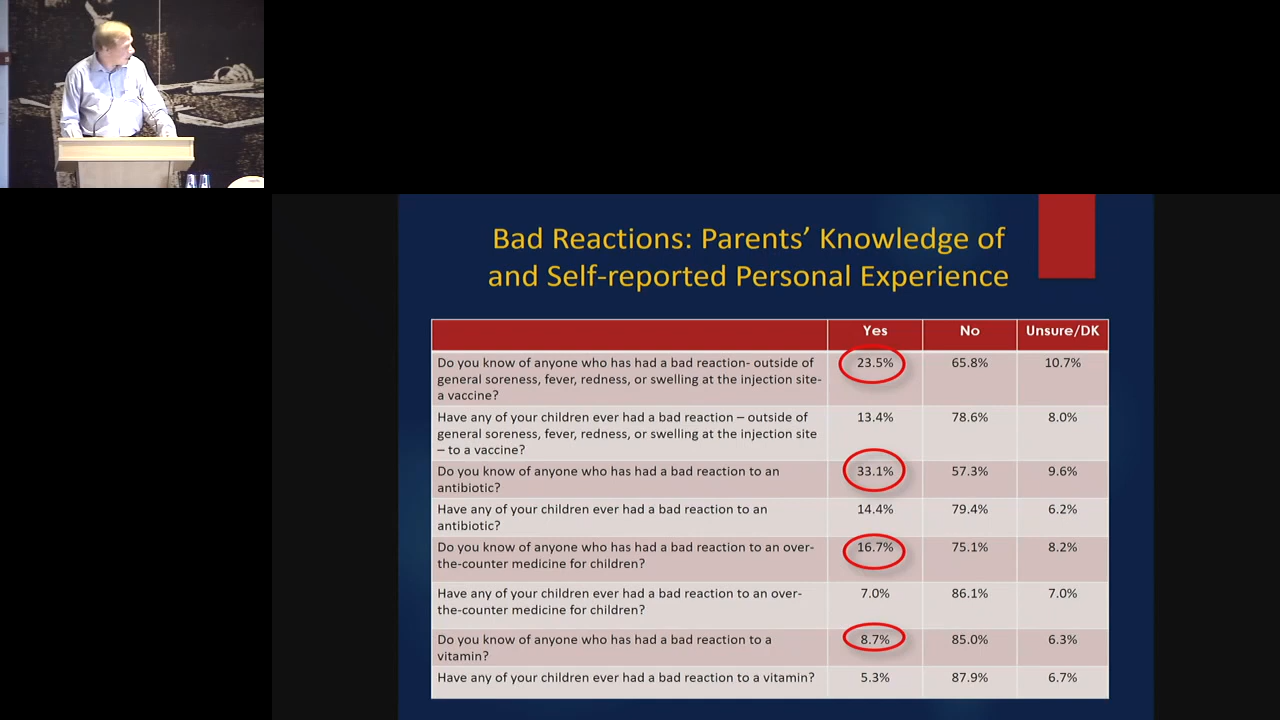 Bad Reactions: Parents' Knowledge of
and Self-reported Personal Experience
Yes No Unsure/DK
Do you know of anyone who has had a bad reaction- outside of
general soreness, fever, redness, or swelling at the injection site-
a vaccine?
23.5% 65.8% 10.7%
Have any of your children ever had a bad reaction – outside of
general soreness, fever, redness, or swelling at the injection site
– to a vaccine?
13.4% 78.6% 8.0%
Do you know of anyone who has had a bad reaction to an
antibiotic?
33.1% 57.3% 9.6%
Have any of your children ever had a bad reaction to an
antibiotic?
14.4% 79.4% 6.2%
Do you know of anyone who has had a bad reaction to an over-
the-counter medicine for children?
16.7% 75.1% 8.2%
Have any of your children ever had a bad reaction to an over-
the-counter medicine for children?
7.0% 86.1% 7.0%
Do you know of anyone who has had a bad reaction to a
vitamin?
8.7% 85.0% 6.3%
Have any of your children ever had a bad reaction to a vitamin?
5.3% 87.9% 6.7%